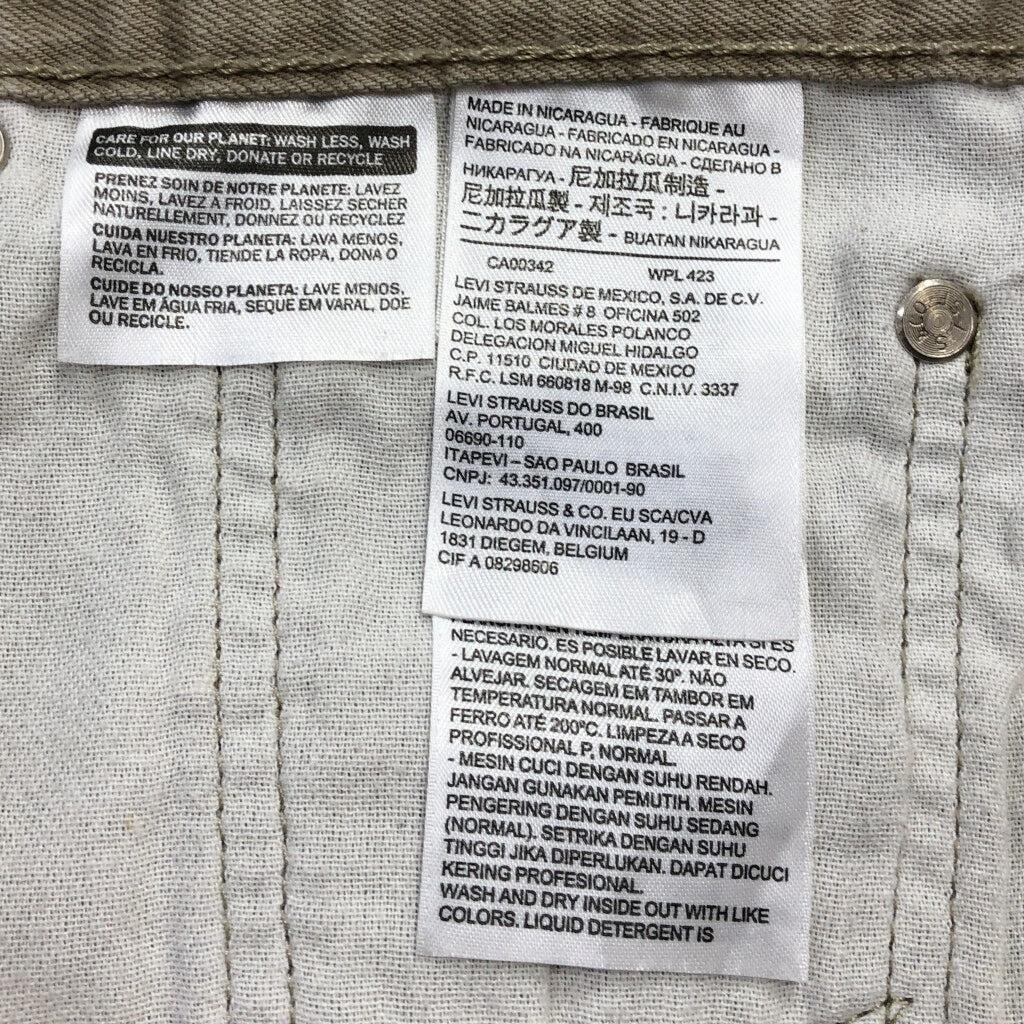 CARE FOR OUR PLANET: WASH LESS, WASH
COLD, LINE DRY, DONATE OR RECYCLE
PRENEZ SOIN DE NOTRE PLANETE: LAVEZ
MOINS, LAVEZ A FROID, LAISSEZ SECHER
NATURELLEMENT, DONNEZ OU RECYCLEZ
CUIDA NUESTRO PLANETA: LAVA MENOS,
LAVA EN FRIO, TIENDE LA ROPA, DONA O
RECICLA.
CUIDE DO NOSSO PLANETA: LAVE MENOS,
LAVE EM ÁGUA FRIA, SEQUE EM VARAL, DOE
OU RECICLE.
MADE IN NICARAGUA - FABRIQUE AU
NICARAGUA - FABRICADO EN NICARAGUA -
FABRICADO NA NICARÁGUA - СДЕЛАНО В
НИКАРАГУА - 尼加拉瓜制造 -
尼加拉瓜製 - 제조국 : 니카라과 -
ニカラグア製 - BUATAN NIKARAGUA
CA00342 WPL 423
LEVI STRAUSS DE MEXICO, S.A. DE C.V.
JAIME BALMES # 8 OFICINA 502
COL. LOS MORALES POLANCO
DELEGACION MIGUEL HIDALGO
C.P. 11510 CIUDAD DE MEXICO
R.F.C. LSM 660818 M-98 C.N.I.V. 3337
LEVI STRAUSS DO BRASIL
AV. PORTUGAL, 400
06690-110
ITAPEVI – SAO PAULO BRASIL
CNPJ: 43.351.097/0001-90
LEVI STRAUSS & CO. EU SCA/CVA
LEONARDO DA VINCILAAN, 19 - D
1831 DIEGEM, BELGIUM
CIF A 08298606
NECESARIO. ES POSIBLE LAVAR EN SECO.
- LAVAGEM NORMAL ATÉ 30º. NÃO
ALVEJAR. SECAGEM EM TAMBOR EM
TEMPERATURA NORMAL. PASSAR A
FERRO ATÉ 200ºC. LIMPEZA A SECO
PROFISSIONAL P, NORMAL.
- MESIN CUCI DENGAN SUHU RENDAH.
JANGAN GUNAKAN PEMUTIH. MESIN
PENGERING DENGAN SUHU SEDANG
(NORMAL). SETRIKA DENGAN SUHU
TINGGI JIKA DIPERLUKAN. DAPAT DICUCI
KERING PROFESIONAL.
WASH AND DRY INSIDE OUT WITH LIKE
COLORS. LIQUID DETERGENT IS